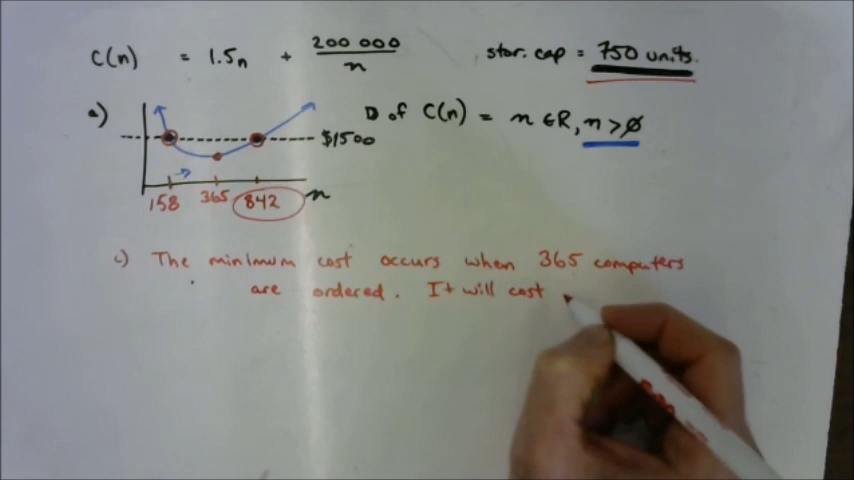 C(n) = 1.5n + 200 000 / n
stor. cap = 750 units.
a)
D of C(n) = n ∈R, n > 0
$1500
158 365 842 n
c) The minimum cost occurs when 365 computers
are ordered. It will cost